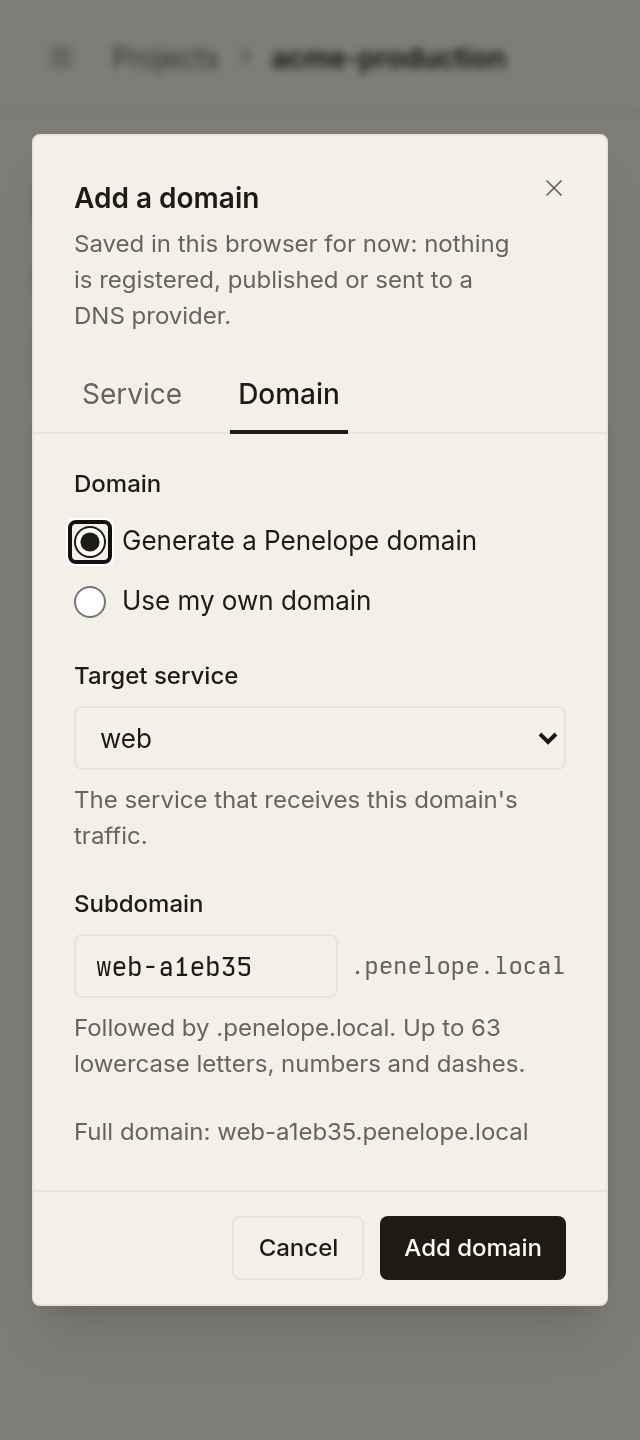 Projects > acme-production
Add a domain
Saved in this browser for now: nothing
is registered, published or sent to a
DNS provider.
Service Domain
Domain
Generate a Penelope domain
Use my own domain
Target service
web
The service that receives this domain's
traffic.
Subdomain
web-a1eb35 .penelope.local
Followed by .penelope.local. Up to 63
lowercase letters, numbers and dashes.
Full domain: web-a1eb35.penelope.local
Cancel Add domain